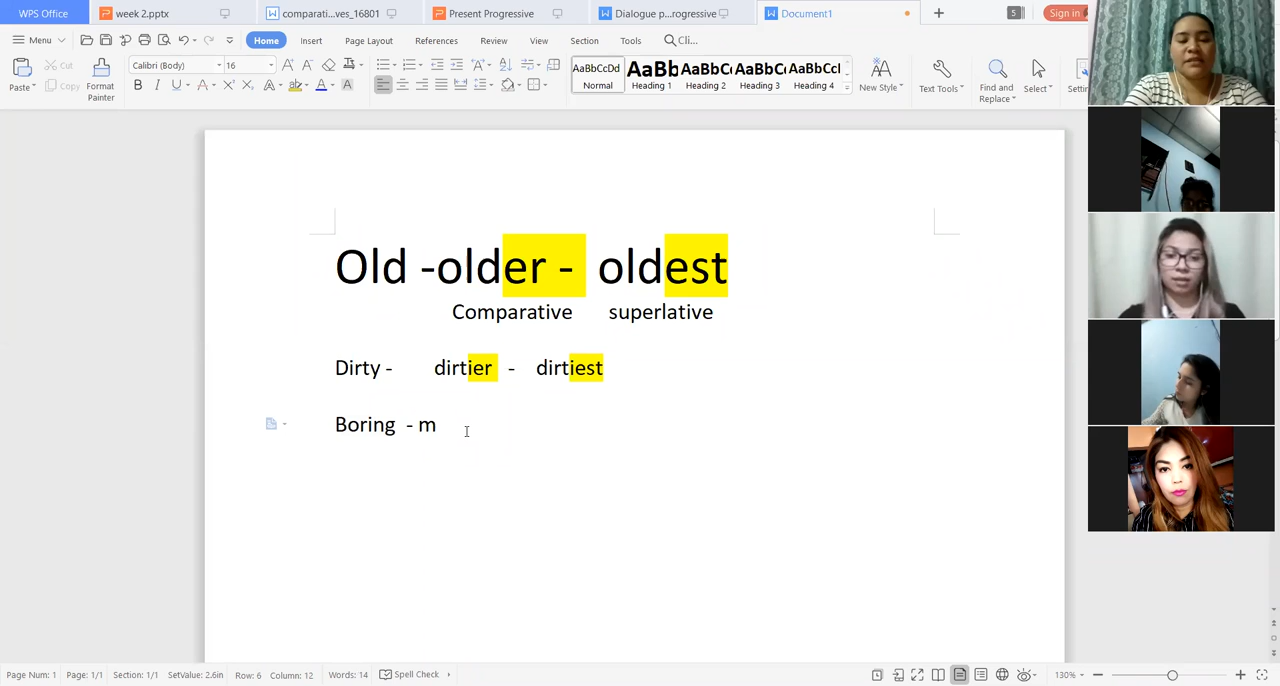 WPS Office week 2.pptx comparati...ves_16801 Present Progressive Dialogue p...rogressive Document1 5 Sign in
Menu Home Insert Page Layout References Review View Section Tools Cli...
Paste Cut Copy Format Painter Calibri (Body) 16 AaBbCcDd Normal AaBb Heading 1 AaBbC Heading 2 AaBbC Heading 3 AaBbCcl Heading 4 New Style Text Tools Find and Replace Select
Old -older - oldest
Comparative superlative
Dirty - dirtier - dirtiest
Boring - m
Page Num: 1 Page: 1/1 Section: 1/1 SetValue: 2.6in Row: 6 Column: 12 Words: 14 Spell Check 130%